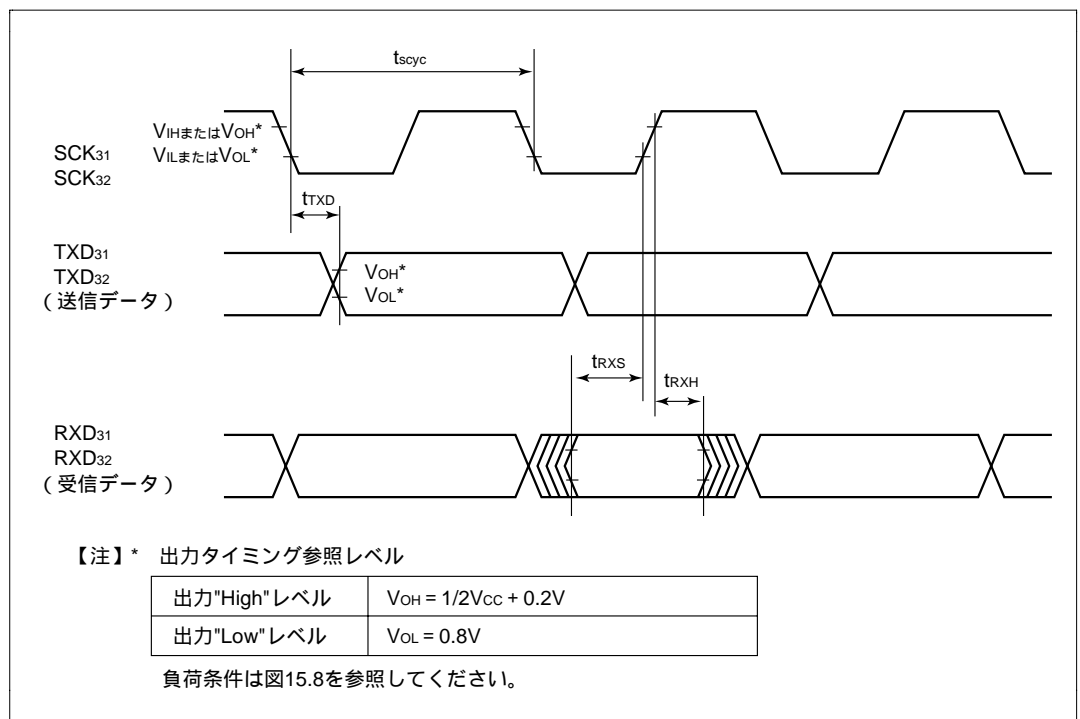 tscyc
VIHまたはVOH*
VILまたはVOL*
SCK31
SCK32
tTXD
TXD31
TXD32
(送信データ)
VOH*
VOL*
tRXS
tRXH
RXD31
RXD32
(受信データ)
【注】* 出力タイミング参照レベル
出力"High"レベル VOH = 1/2VCC + 0.2V
出力"Low"レベル VOL = 0.8V
負荷条件は図15.8を参照してください。